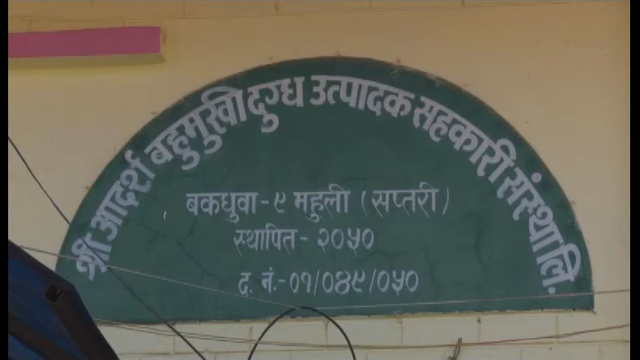 श्री आदर्श बहुमुखी दुग्ध उत्पादक सहकारी संस्था लि.
बकधुवा - ९ महुली (सप्तरी)
स्थापित - २०५०
द. नं. - ०१/०४९/०५०